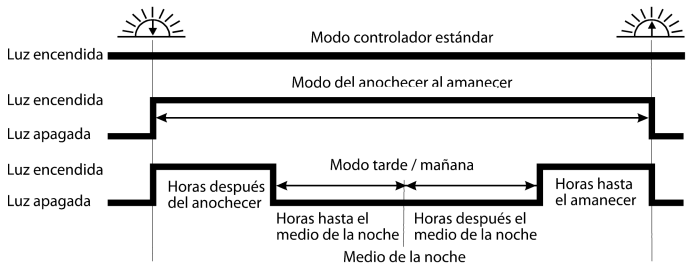 Modo controlador estándar
Luz encendida
Modo del anochecer al amanecer
Luz encendida
Luz apagada
Luz encendida
Modo tarde / mañana
Luz apagada
Horas después
del anochecer
Horas hasta
el amanecer
Horas hasta el
medio de la noche
Horas después el
medio de la noche
Medio de la noche